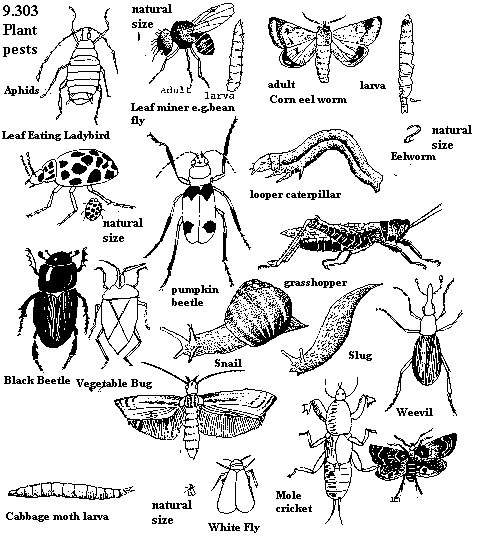 9.303
Plant
pests
natural
size
Aphids
Adult
larva
Leaf miner e.g.bean
fly
adult
larva
Corn eel worm
Leaf Eating Ladybird
natural
size
Eelworm
natural
size
looper caterpillar
pumpkin
beetle
grasshopper
Black Beetle
Vegetable Bug
Snail
Slug
Weevil
Cabbage moth larva
natural
size
White Fly
Mole
cricket